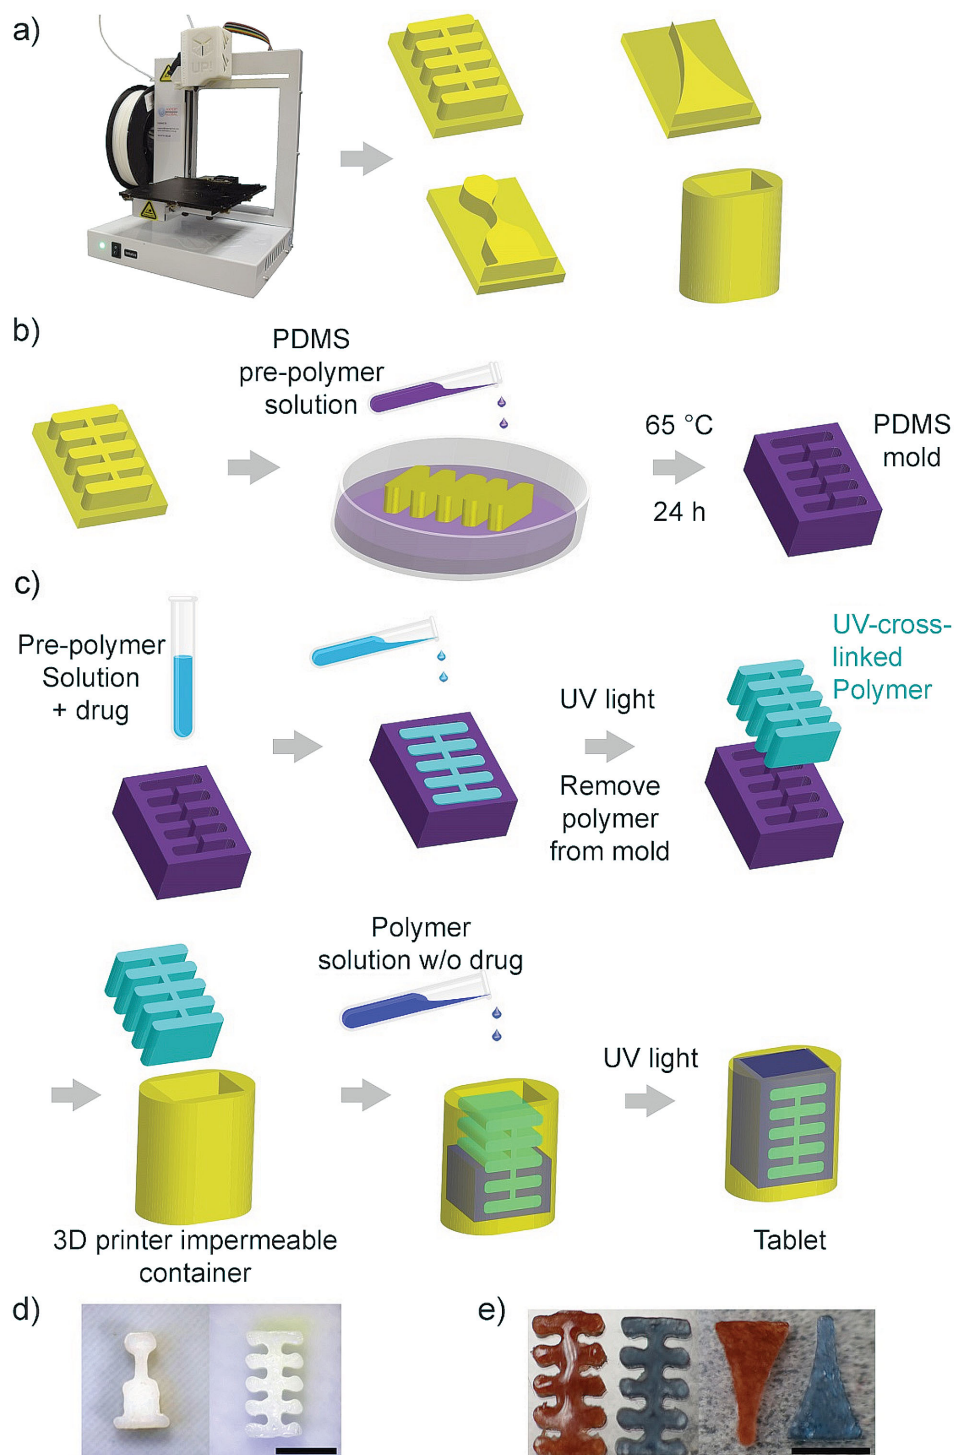 a)
UP!
b)
PDMS
pre-polymer
solution
65 °C
24 h
PDMS
mold
c)
Pre-polymer
Solution
+ drug
UV light
Remove
polymer
from mold
UV-cross-
linked
Polymer
Polymer
solution w/o drug
UV light
3D printer impermeable
container
Tablet
d)
e)